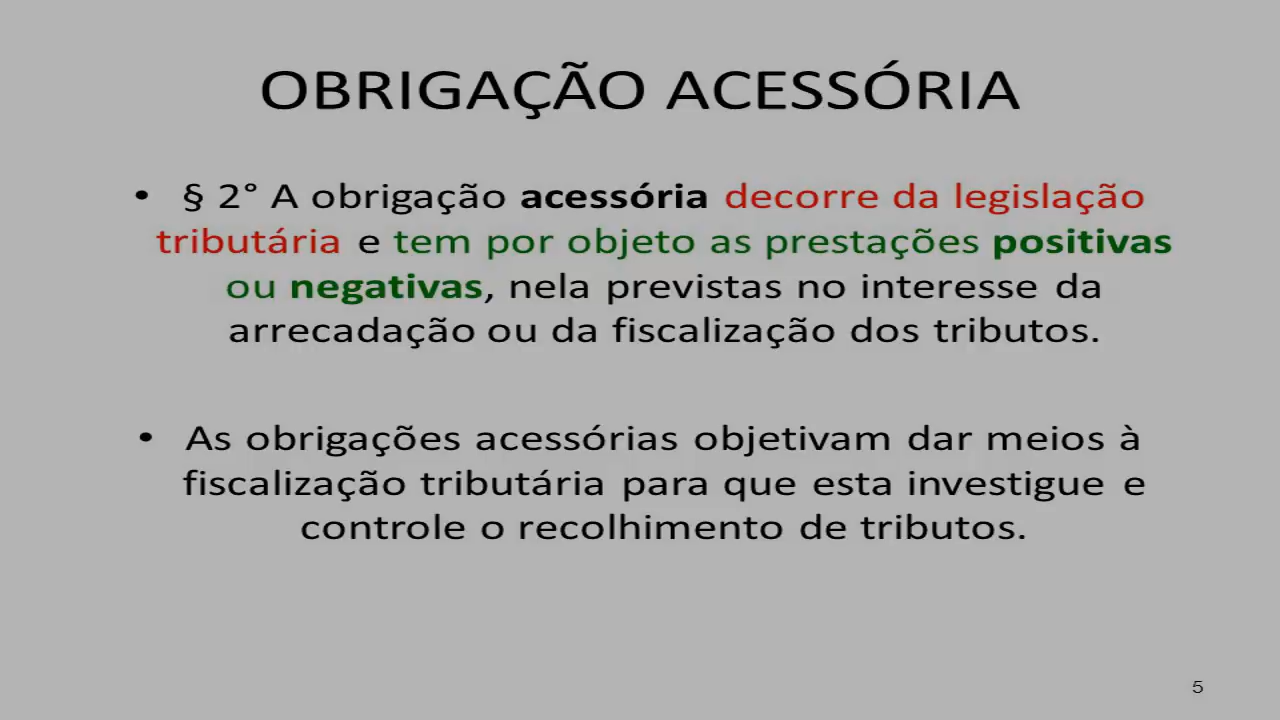 OBRIGAÇÃO ACESSÓRIA
• § 2° A obrigação acessória decorre da legislação
tributária e tem por objeto as prestações positivas
ou negativas, nela previstas no interesse da
arrecadação ou da fiscalização dos tributos.
• As obrigações acessórias objetivam dar meios à
fiscalização tributária para que esta investigue e
controle o recolhimento de tributos.
5